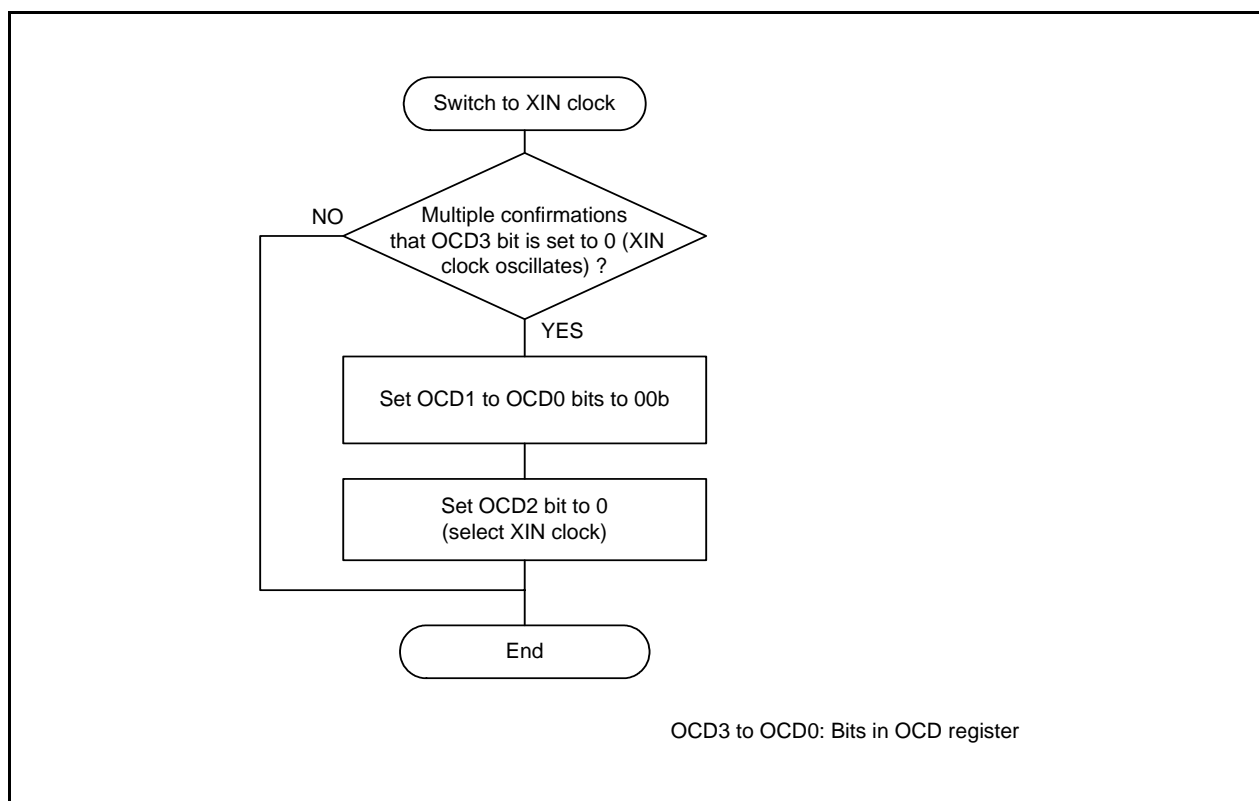 Switch to XIN clock
NO
Multiple confirmations
that OCD3 bit is set to 0 (XIN
clock oscillates) ?
YES
Set OCD1 to OCD0 bits to 00b
Set OCD2 bit to 0
(select XIN clock)
End
OCD3 to OCD0: Bits in OCD register